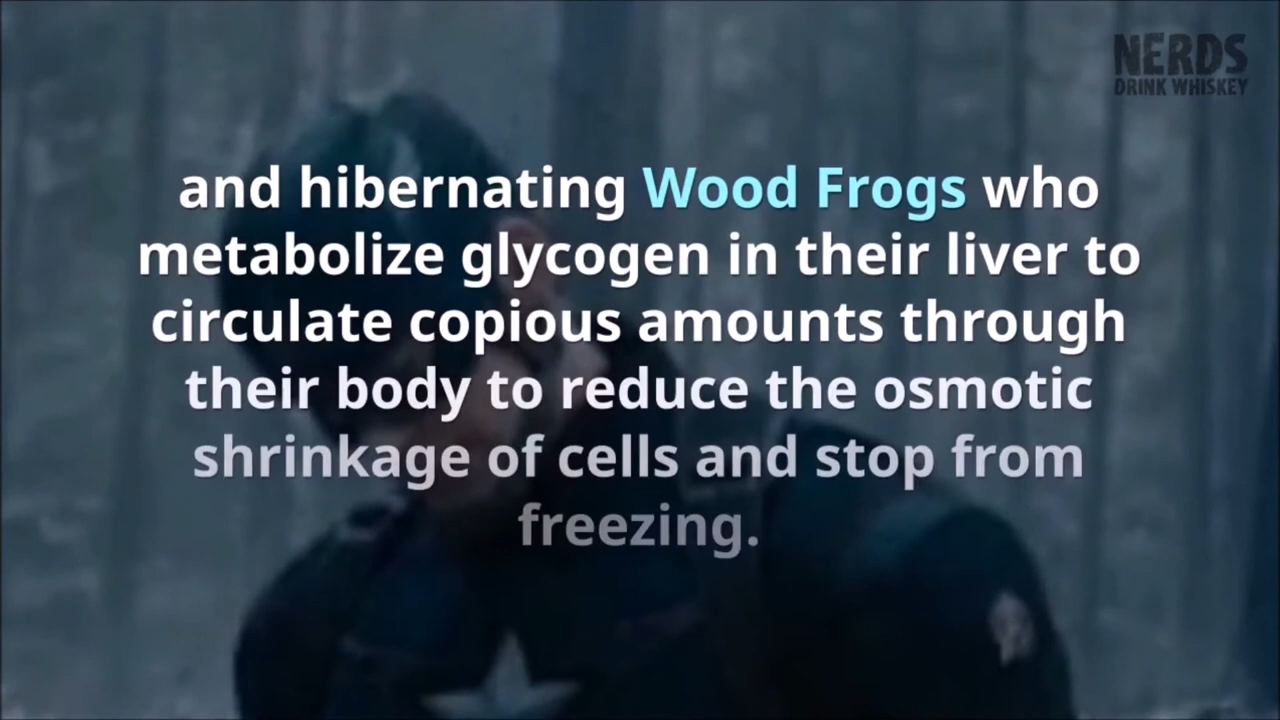 NERDS
DRINK WHISKEY
and hibernating Wood Frogs who
metabolize glycogen in their liver to
circulate copious amounts through
their body to reduce the osmotic
shrinkage of cells and stop from
freezing.